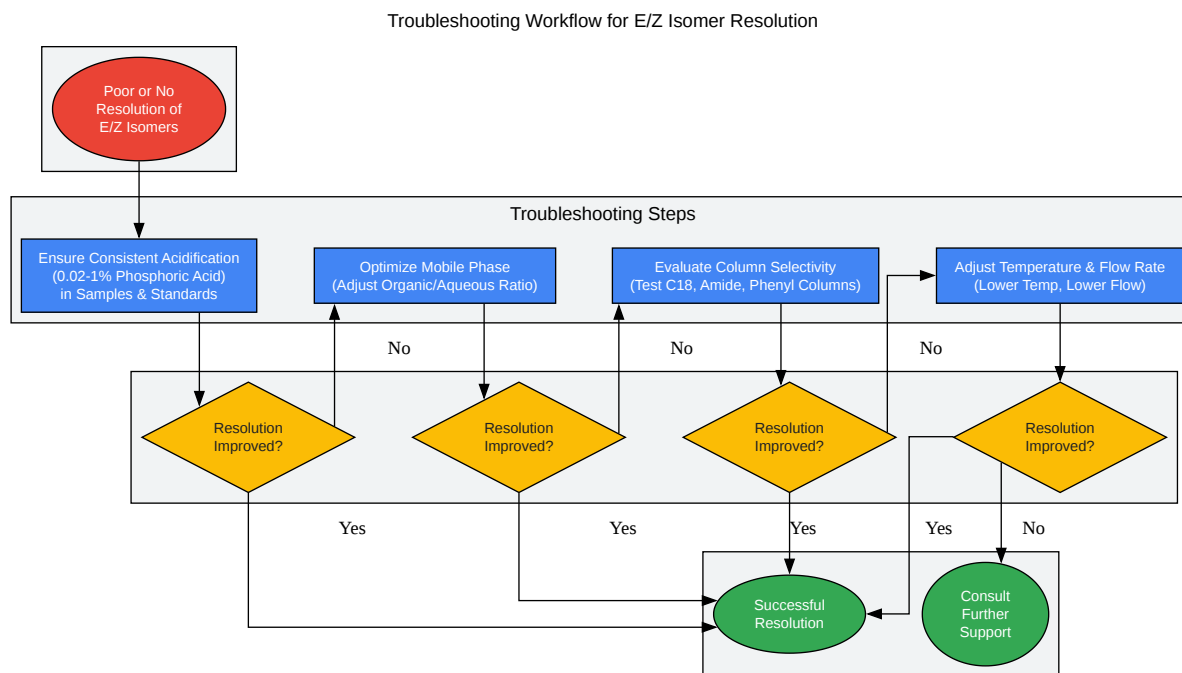 Troubleshooting Workflow for E/Z Isomer Resolution
Poor or No
Resolution of
E/Z Isomers
Troubleshooting Steps
Ensure Consistent Acidification
(0.02-1% Phosphoric Acid)
in Samples & Standards
Optimize Mobile Phase
(Adjust Organic/Aqueous Ratio)
Evaluate Column Selectivity
(Test C18, Amide, Phenyl Columns)
Adjust Temperature & Flow Rate
(Lower Temp, Lower Flow)
No
No
No
Resolution
Improved?
Resolution
Improved?
Resolution
Improved?
Resolution
Improved?
Yes
Yes
Yes
Yes
No
Successful
Resolution
Consult
Further
Support